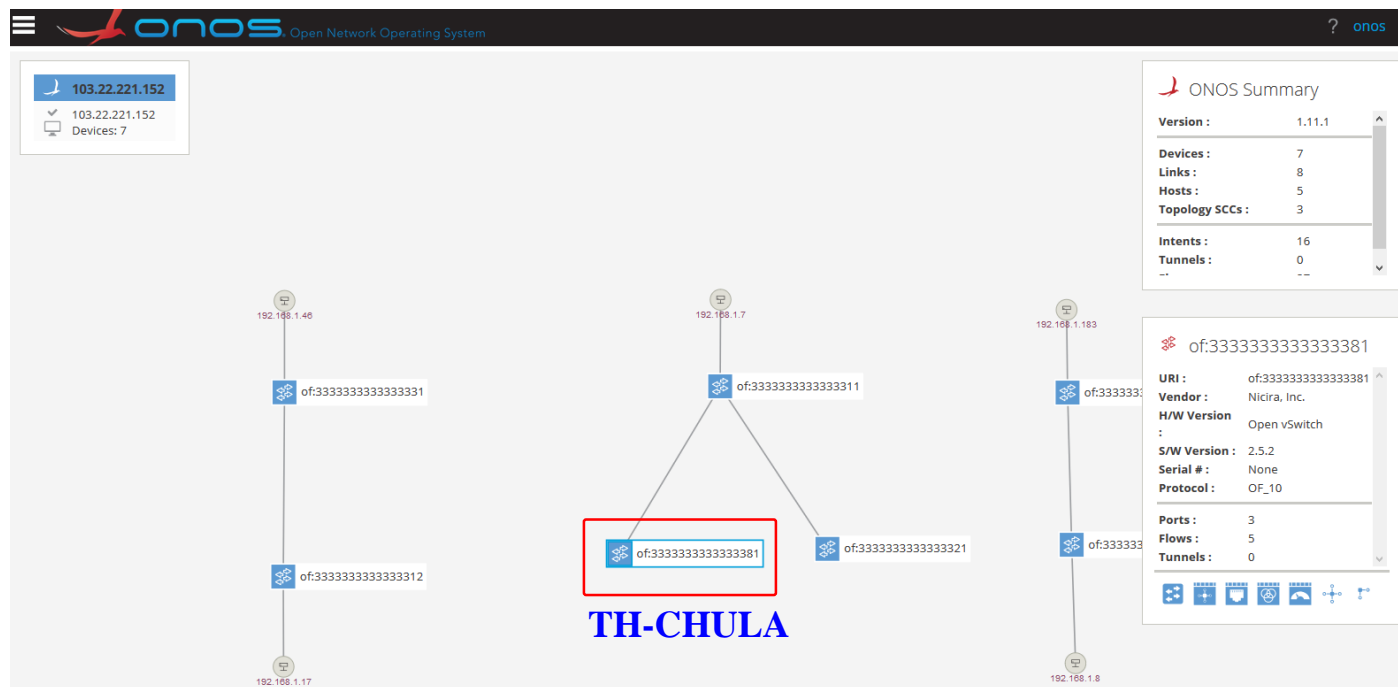 onos. Open Network Operating System
? onos
103.22.221.152
103.22.221.152
Devices: 7
ONOS Summary
Version : 1.11.1
Devices : 7
Links : 8
Hosts : 5
Topology SCCs : 3
Intents : 16
Tunnels : 0
192.168.1.46
192.168.1.7
192.168.1.183
of:3333333333333331
of:3333333333333311
of:333333
of:3333333333333381
of:3333333333333321
of:333333
TH-CHULA
of:3333333333333312
192.168.1.17
192.168.1.8
of:3333333333333381
URI : of:3333333333333381
Vendor : Nicira, Inc.
H/W Version
: Open vSwitch
S/W Version : 2.5.2
Serial # : None
Protocol : OF_10
Ports : 3
Flows : 5
Tunnels : 0